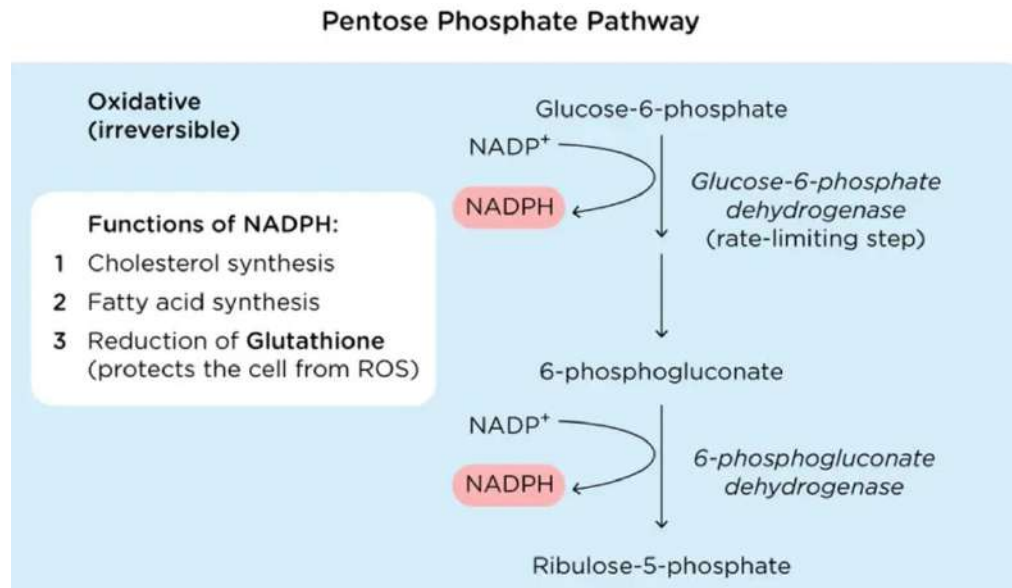 Pentose Phosphate Pathway
Oxidative
(irreversible)
Functions of NADPH:
1 Cholesterol synthesis
2 Fatty acid synthesis
3 Reduction of Glutathione
(protects the cell from ROS)
Glucose-6-phosphate
NADP⁺
NADPH
Glucose-6-phosphate
dehydrogenase
(rate-limiting step)
6-phosphogluconate
NADP⁺
NADPH
6-phosphogluconate
dehydrogenase
Ribulose-5-phosphate